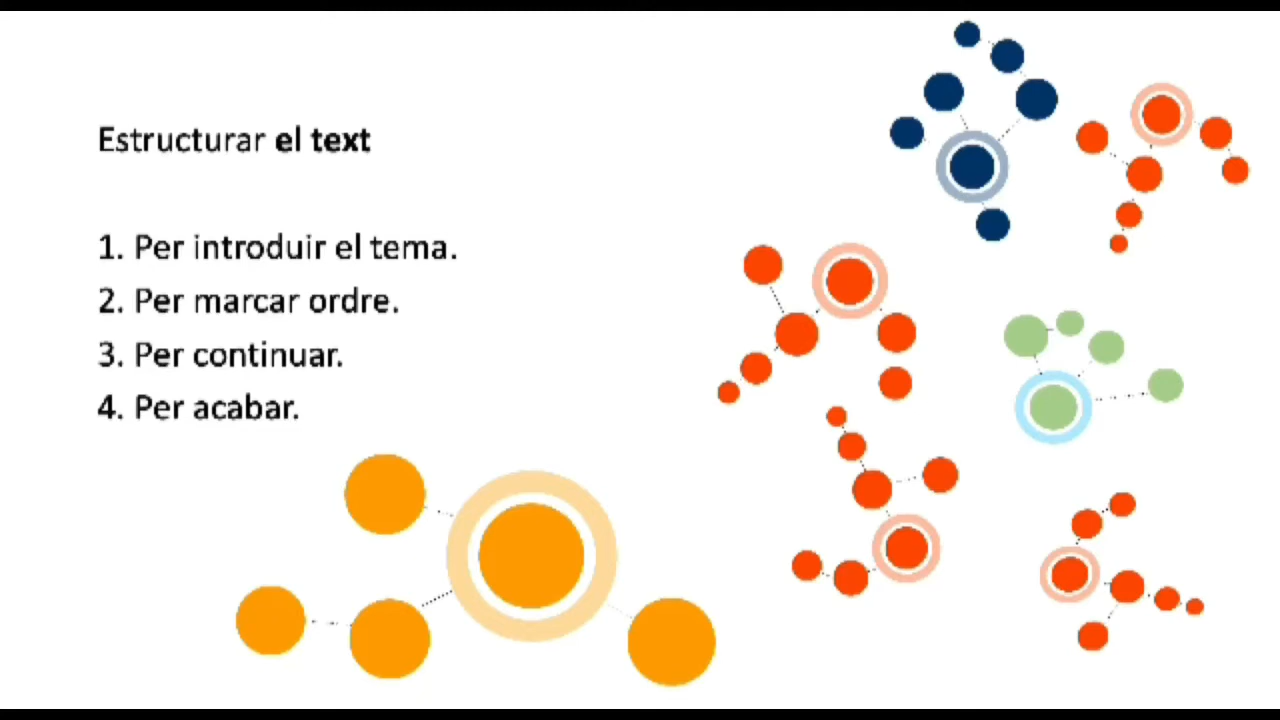 Estructurar el text
1. Per introduir el tema.
2. Per marcar ordre.
3. Per continuar.
4. Per acabar.